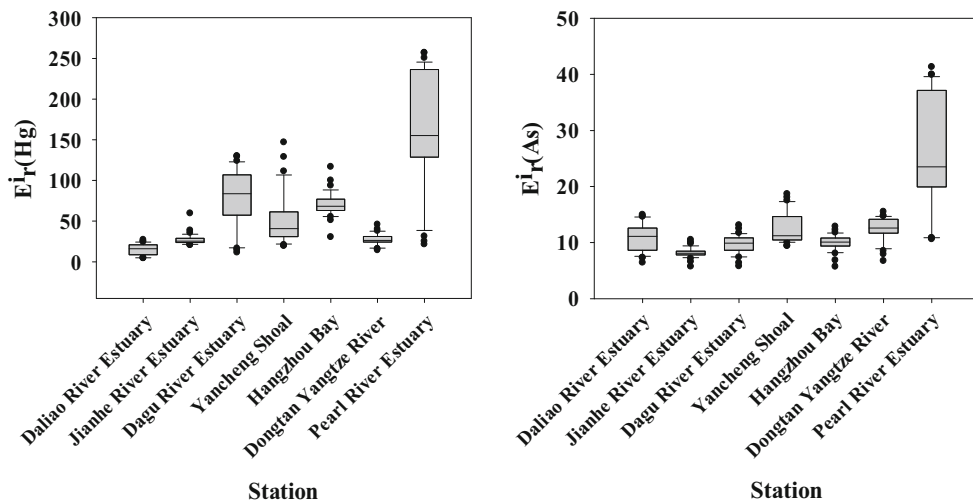 300
250
200
150
100
50
0
E^i_r(Hg)
Daliao River Estuary
Jianhe River Estuary
Dagu River Estuary
Yancheng Shoal
Hangzhou Bay
Dongtan Yangtze River
Pearl River Estuary
Station
50
40
30
20
10
0
E^i_r(As)
Daliao River Estuary
Jianhe River Estuary
Dagu River Estuary
Yancheng Shoal
Hangzhou Bay
Dongtan Yangtze River
Pearl River Estuary
Station